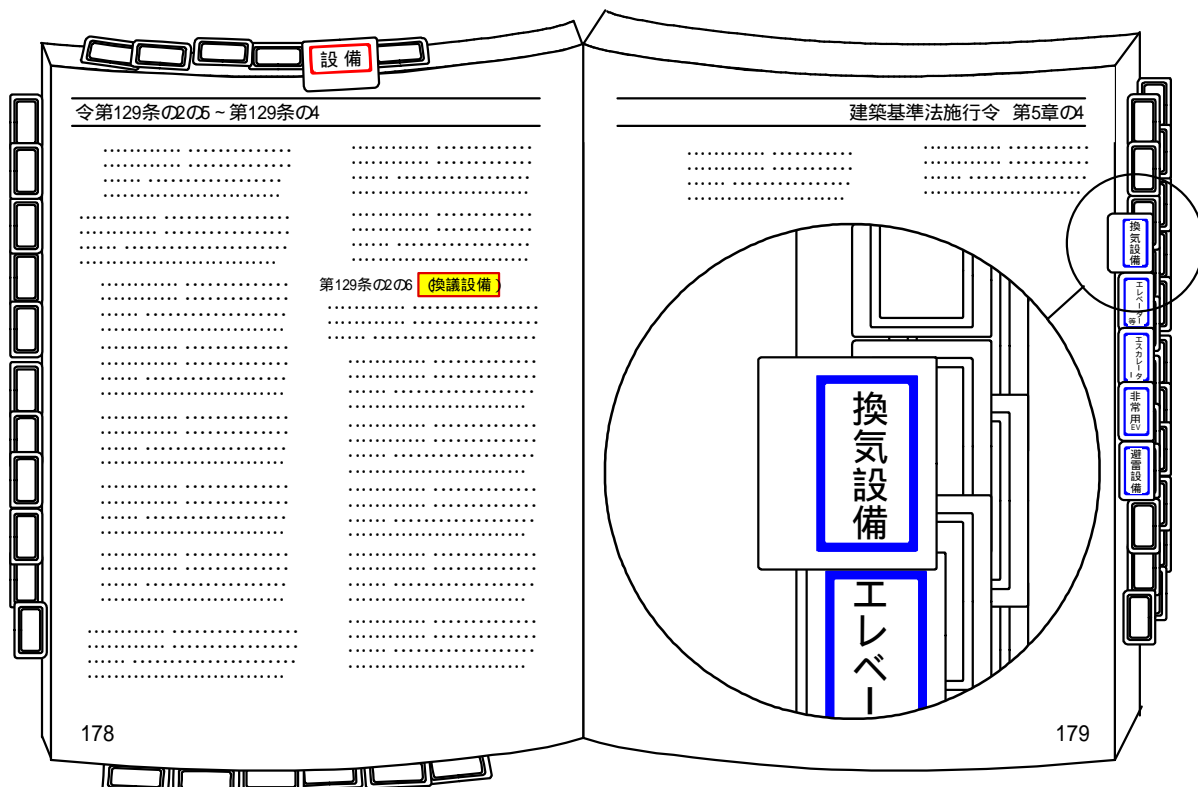 設備
令第129条の2の5~第129条の4
建築基準法施行令 第5章の4
第129条の2の6 (換議設備)
換気設備
エレベーター等
エスカレーター
非常用EV
避雷設備
換気設備
エレベー
178
179